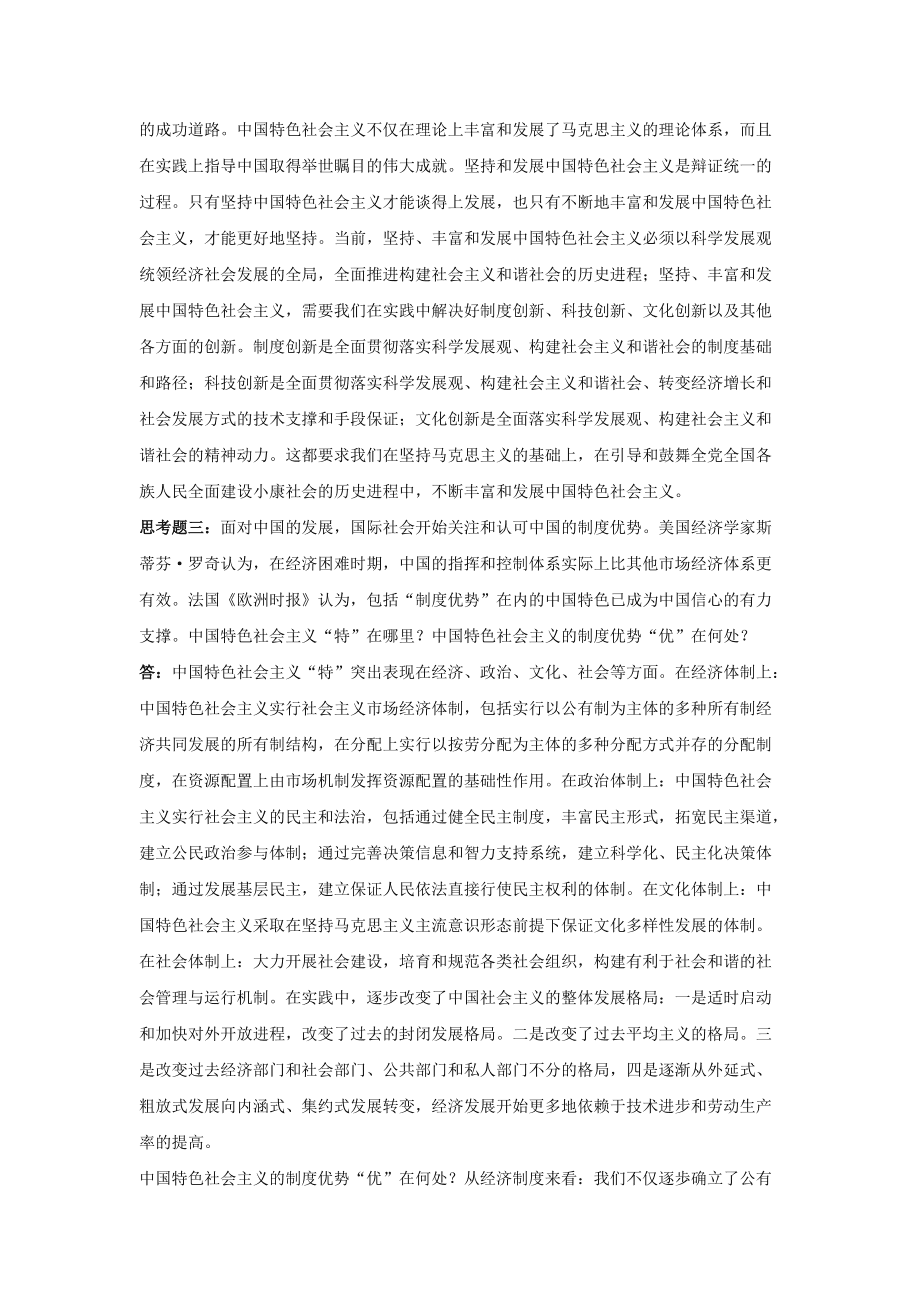 的成功道路。中国特色社会主义不仅在理论上丰富和发展了马克思主义的理论体系，而且
在实践上指导中国取得举世瞩目的伟大成就。坚持和发展中国特色社会主义是辩证统一的
过程。只有坚持中国特色社会主义才能谈得上发展，也只有不断地丰富和发展中国特色社
会主义，才能更好地坚持。当前，坚持、丰富和发展中国特色社会主义必须以科学发展观
统领经济社会发展的全局，全面推进构建社会主义和谐社会的历史进程；坚持、丰富和发
展中国特色社会主义，需要我们在实践中解决好制度创新、科技创新、文化创新以及其他
各方面的创新。制度创新是全面贯彻落实科学发展观、构建社会主义和谐社会的制度基础
和路径；科技创新是全面贯彻落实科学发展观、构建社会主义和谐社会、转变经济增长和
社会发展方式的技术支撑和手段保证；文化创新是全面落实科学发展观、构建社会主义和
谐社会的精神动力。这都要求我们在坚持马克思主义的基础上，在引导和鼓舞全党全国各
族人民全面建设小康社会的历史进程中，不断丰富和发展中国特色社会主义。
思考题三：面对中国的发展，国际社会开始关注和认可中国的制度优势。美国经济学家斯
蒂芬·罗奇认为，在经济困难时期，中国的指挥和控制体系实际上比其他市场经济体系更
有效。法国《欧洲时报》认为，包括“制度优势”在内的中国特色已成为中国信心的有力
支撑。中国特色社会主义“特”在哪里？中国特色社会主义的制度优势“优”在何处？
答：中国特色社会主义“特”突出表现在经济、政治、文化、社会等方面。在经济体制上：
中国特色社会主义实行社会主义市场经济体制，包括实行以公有制为主体的多种所有制经
济共同发展的所有制结构，在分配上实行以按劳分配为主体的多种分配方式并存的分配制
度，在资源配置上由市场机制发挥资源配置的基础性作用。在政治体制上：中国特色社会
主义实行社会主义的民主和法治，包括通过健全民主制度，丰富民主形式，拓宽民主渠道，
建立公民政治参与体制；通过完善决策信息和智力支持系统，建立科学化、民主化决策体
制；通过发展基层民主，建立保证人民依法直接行使民主权利的体制。在文化体制上：中
国特色社会主义采取在坚持马克思主义主流意识形态前提下保证文化多样性发展的体制。
在社会体制上：大力开展社会建设，培育和规范各类社会组织，构建有利于社会和谐的社
会管理与运行机制。在实践中，逐步改变了中国社会主义的整体发展格局：一是适时启动
和加快对外开放进程，改变了过去的封闭发展格局。二是改变了过去平均主义的格局。三
是改变过去经济部门和社会部门、公共部门和私人部门不分的格局，四是逐渐从外延式、
粗放式发展向内涵式、集约式发展转变，经济发展开始更多地依赖于技术进步和劳动生产
率的提高。
中国特色社会主义的制度优势“优”在何处？从经济制度来看：我们不仅逐步确立了公有